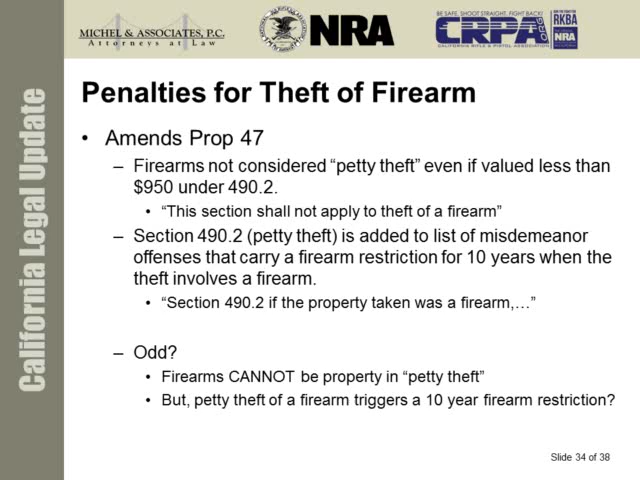 MICHEL & ASSOCIATES, P.C.
Attorneys at Law
NRA
BE SAFE, SHOOT STRAIGHT, FIGHT BACK!
CRPA.ORG
CALIFORNIA RIFLE & PISTOL ASSOCIATION
RKBA
NRA
California Legal Update
Penalties for Theft of Firearm
• Amends Prop 47
– Firearms not considered “petty theft” even if valued less than
$950 under 490.2.
• “This section shall not apply to theft of a firearm”
– Section 490.2 (petty theft) is added to list of misdemeanor
offenses that carry a firearm restriction for 10 years when the
theft involves a firearm.
• “Section 490.2 if the property taken was a firearm,…”
– Odd?
• Firearms CANNOT be property in “petty theft”
• But, petty theft of a firearm triggers a 10 year firearm restriction?
Slide 34 of 38